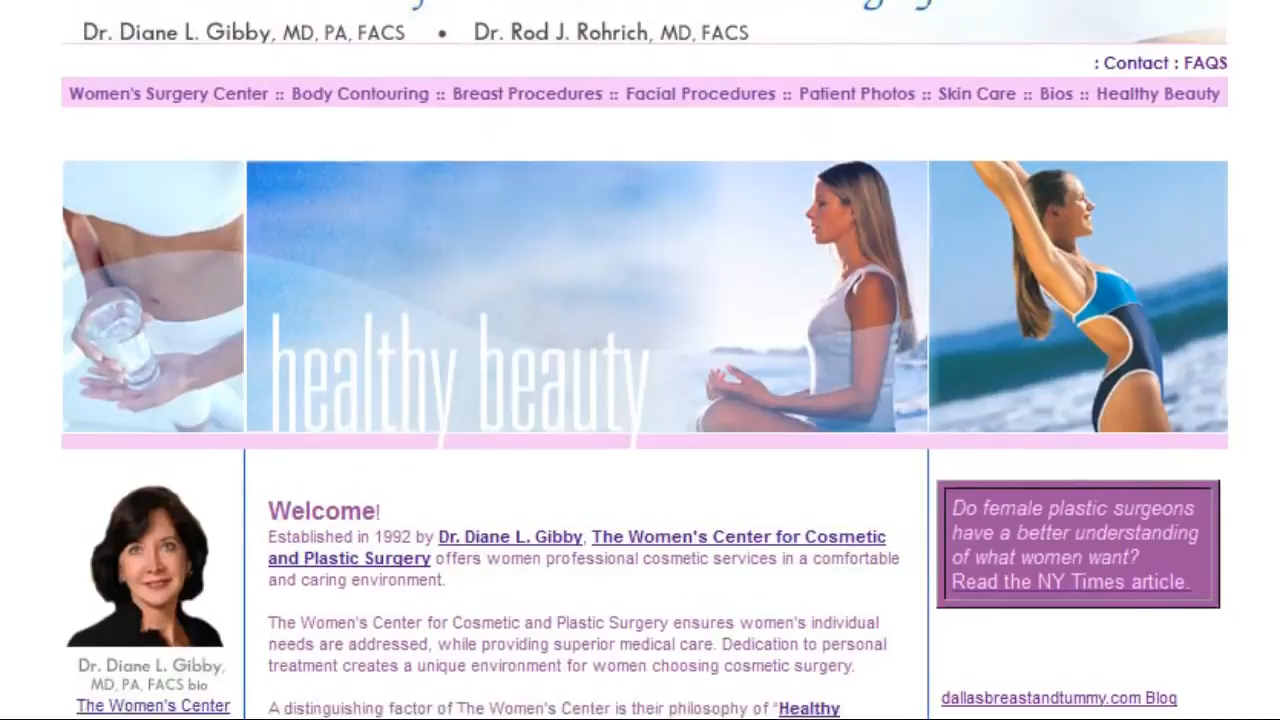 Dr. Diane L. Gibby, MD, PA, FACS • Dr. Rod J. Rohrich, MD, FACS
: Contact : FAQS
Women's Surgery Center :: Body Contouring :: Breast Procedures :: Facial Procedures :: Patient Photos :: Skin Care :: Bios :: Healthy Beauty
healthy beauty
Dr. Diane L. Gibby,
MD, PA, FACS bio
The Women's Center
Welcome!
Established in 1992 by Dr. Diane L. Gibby, The Women's Center for Cosmetic
and Plastic Surgery offers women professional cosmetic services in a comfortable
and caring environment.
The Women's Center for Cosmetic and Plastic Surgery ensures women's individual
needs are addressed, while providing superior medical care. Dedication to personal
treatment creates a unique environment for women choosing cosmetic surgery.
A distinguishing factor of The Women's Center is their philosophy of "Healthy
Do female plastic surgeons
have a better understanding
of what women want?
Read the NY Times article.
dallasbreastandtummy.com Blog